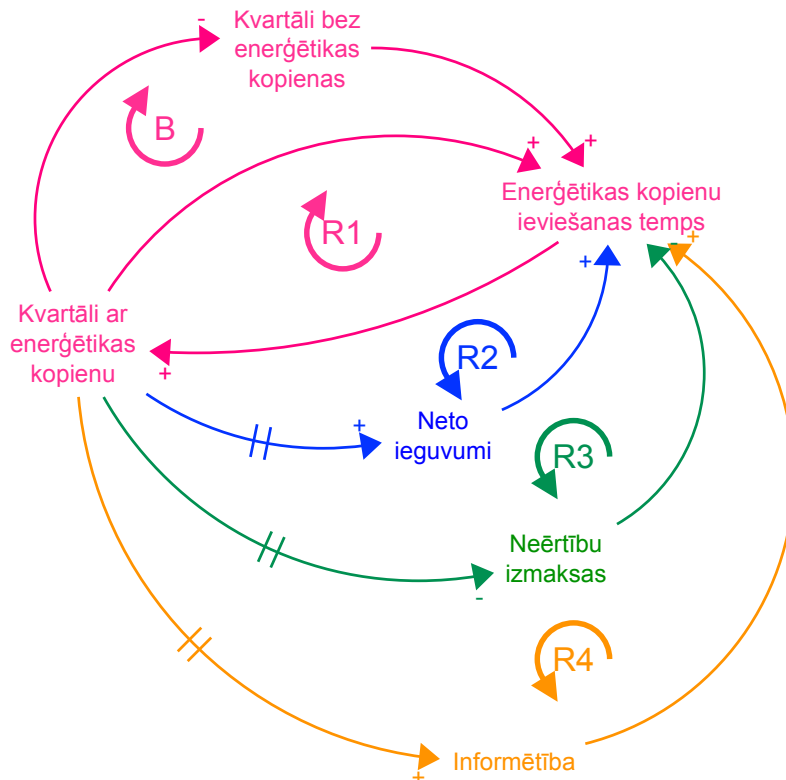 -
Kvartāli bez
enerģētikas
kopienas
B
+
+
R1
Enerģētikas kopienu
ieviešanas temps
+
-
+
Kvartāli ar
enerģētikas
kopienu
+
R2
+
Neto
ieguvumi
R3
Neērtību
izmaksas
-
R4
+
Informētība